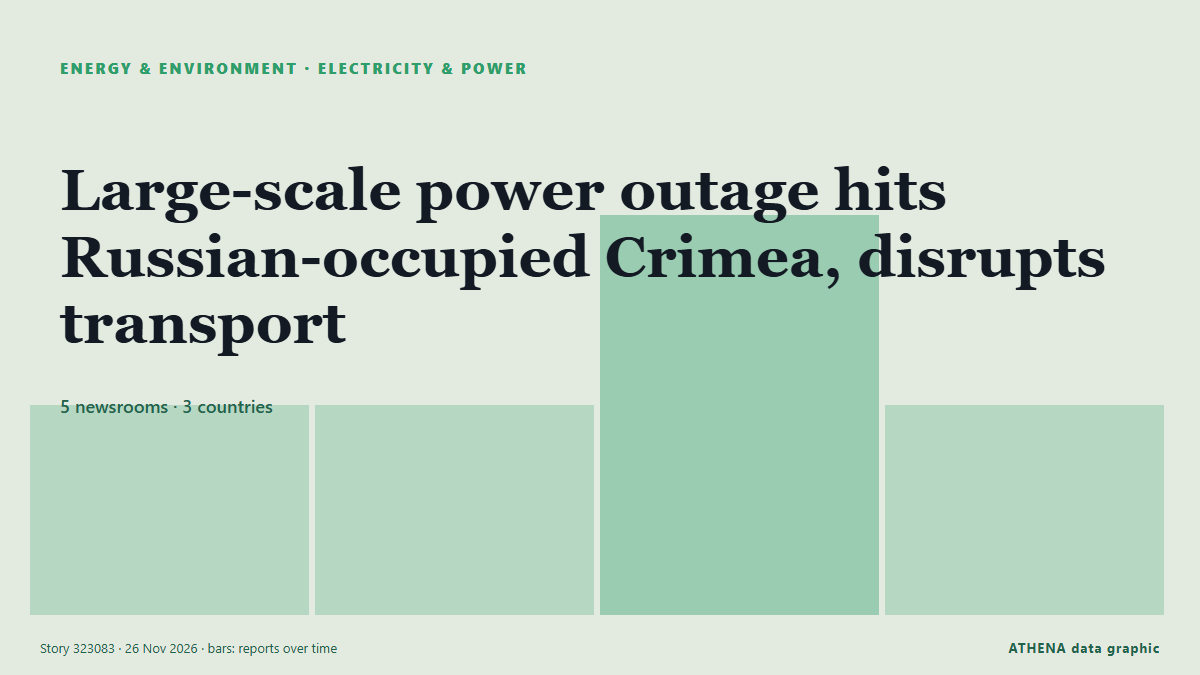 ENERGY & ENVIRONMENT · ELECTRICITY & POWER
Large-scale power outage hits
Russian-occupied Crimea, disrupts
transport
5 newsrooms · 3 countries
Story 323083 · 26 Nov 2026 · bars: reports over time
ATHENA data graphic